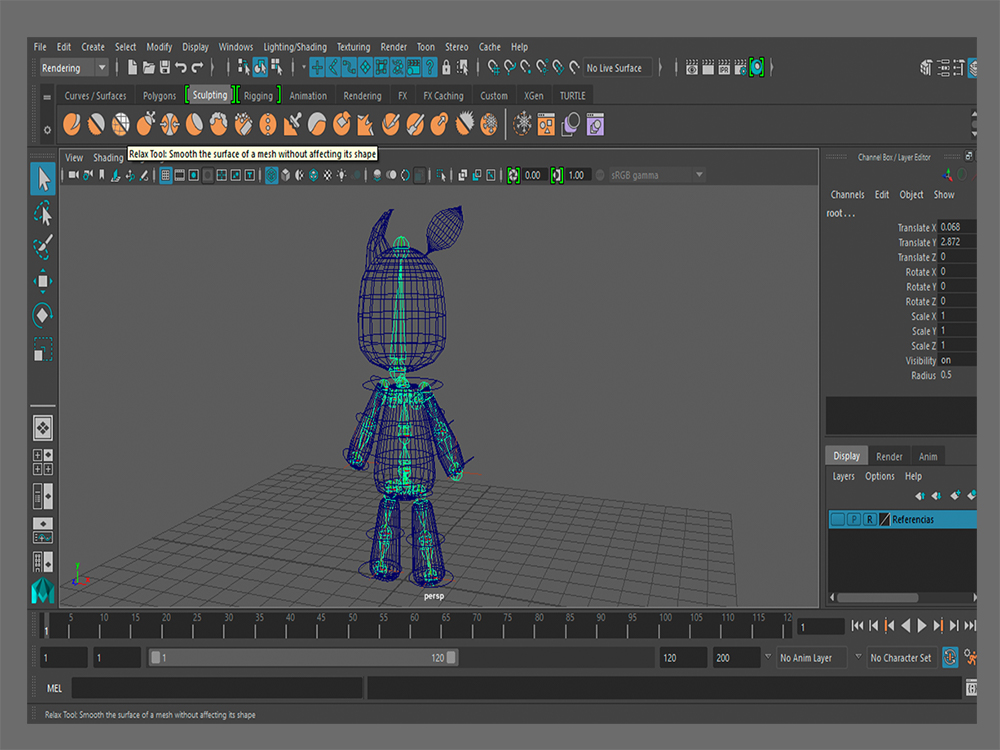 File Edit Create Select Modify Display Windows Lighting/Shading Texturing Render Toon Stereo Cache Help
Rendering No Live Surface
Curves / Surfaces Polygons Sculpting Rigging Animation Rendering FX FX Caching Custom XGen TURTLE
View Shading Relax Tool: Smooth the surface of a mesh without affecting its shape
0.00 1.00 sRGB gamma
Channel Box / Layer Editor
Channels Edit Object Show
root . . .
Translate X 0.068
Translate Y 2.872
Translate Z 0
Rotate X 0
Rotate Y 0
Rotate Z 0
Scale X 1
Scale Y 1
Scale Z 1
Visibility on
Radius 0.5
Display Render Anim
Layers Options Help
P R Referencias
persp
5 10 15 20 25 30 35 40 45 50 55 60 65 70 75 80 85 90 95 100 105 110 115 12
1 1
1 1 1 120 120 200 No Anim Layer No Character Set
MEL
Relax Tool: Smooth the surface of a mesh without affecting its shape